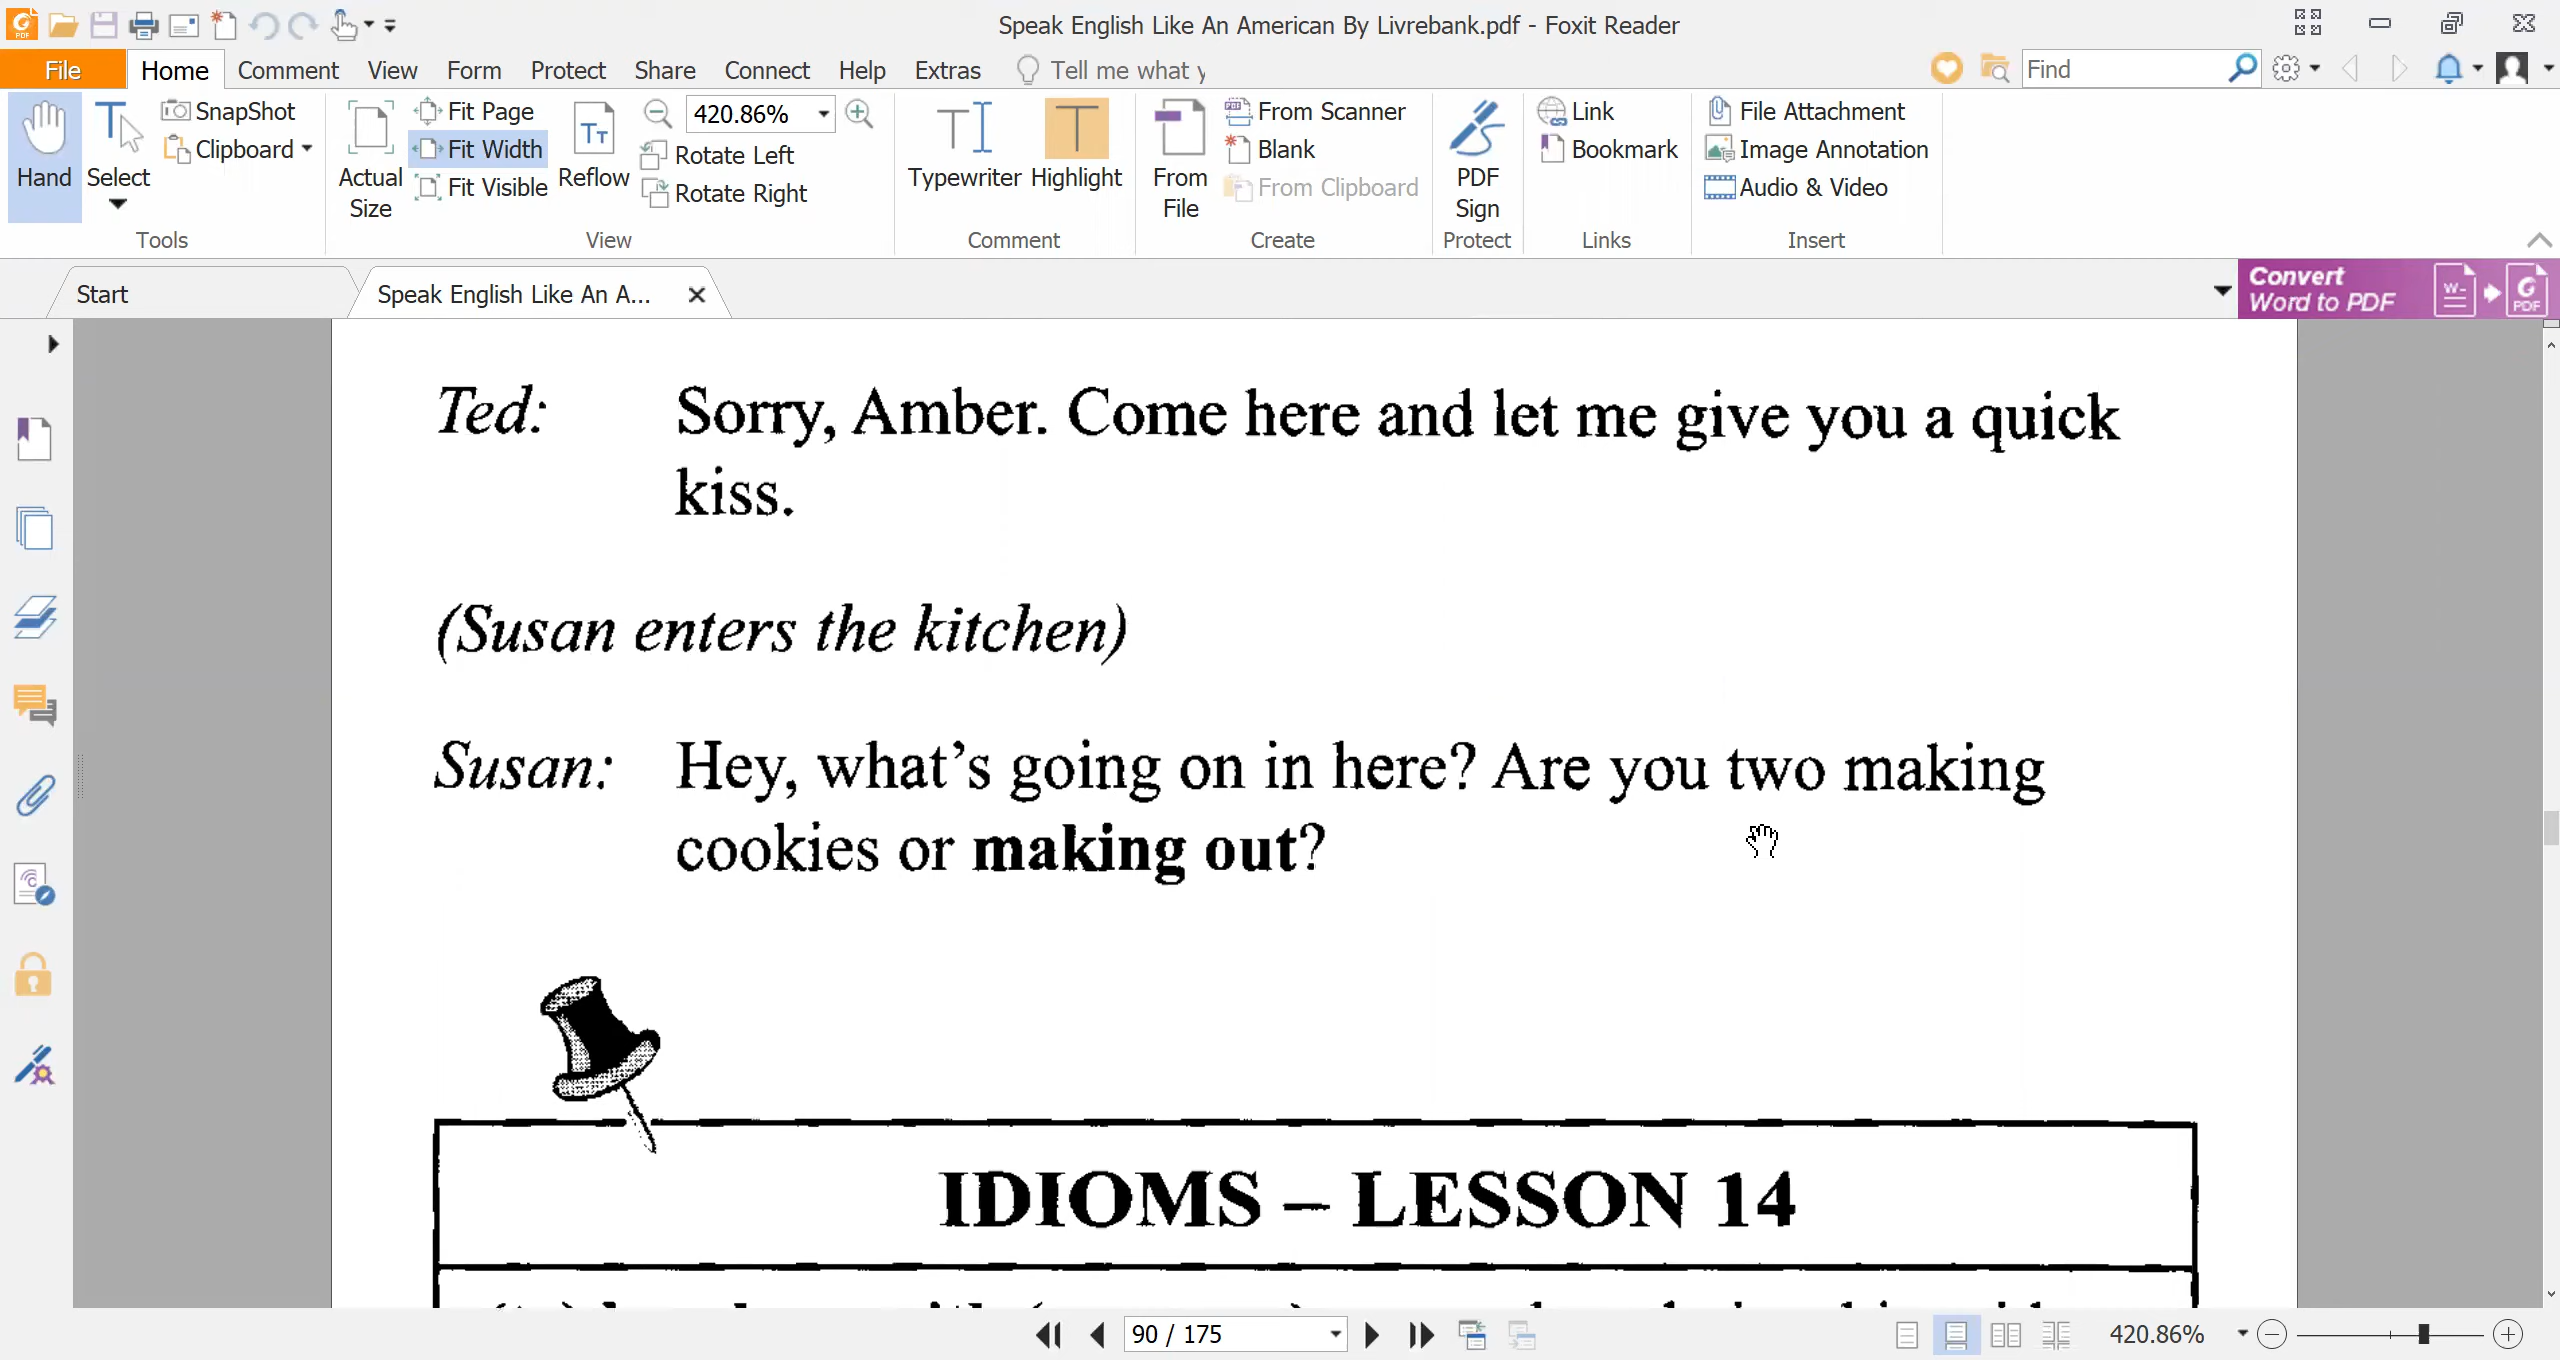 Speak English Like An American By Livrebank.pdf - Foxit Reader
File Home Comment View Form Protect Share Connect Help Extras Tell me what y Find
Hand
Select
SnapShot
Clipboard
Tools
Actual Size
Fit Page
Fit Width
Fit Visible
Reflow
420.86%
Rotate Left
Rotate Right
View
Typewriter
Highlight
Comment
From File
From Scanner
Blank
From Clipboard
Create
PDF Sign
Protect
Link
Bookmark
Links
File Attachment
Image Annotation
Audio & Video
Insert
Start
Speak English Like An A...
Convert
Word to PDF
Ted: Sorry, Amber. Come here and let me give you a quick
kiss.
(Susan enters the kitchen)
Susan: Hey, what's going on in here? Are you two making
cookies or making out?
IDIOMS – LESSON 14
90 / 175
420.86%